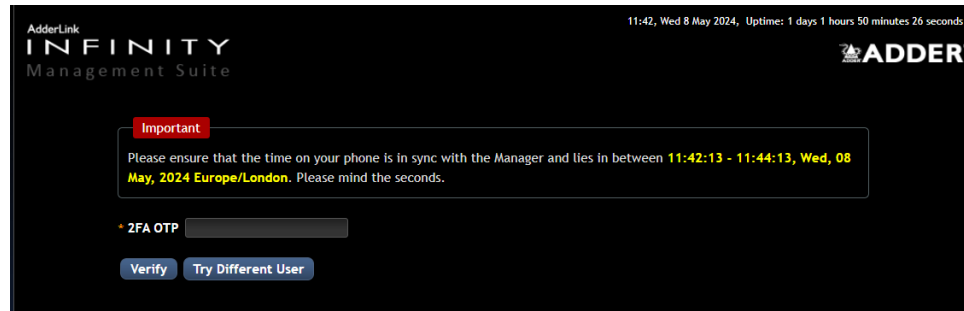 11:42, Wed 8 May 2024, Uptime: 1 days 1 hours 50 minutes 26 seconds
AdderLink
INFINITY
Management Suite
ADDER
Important
Please ensure that the time on your phone is in sync with the Manager and lies in between 11:42:13 - 11:44:13, Wed, 08
May, 2024 Europe/London. Please mind the seconds.
* 2FA OTP
Verify Try Different User